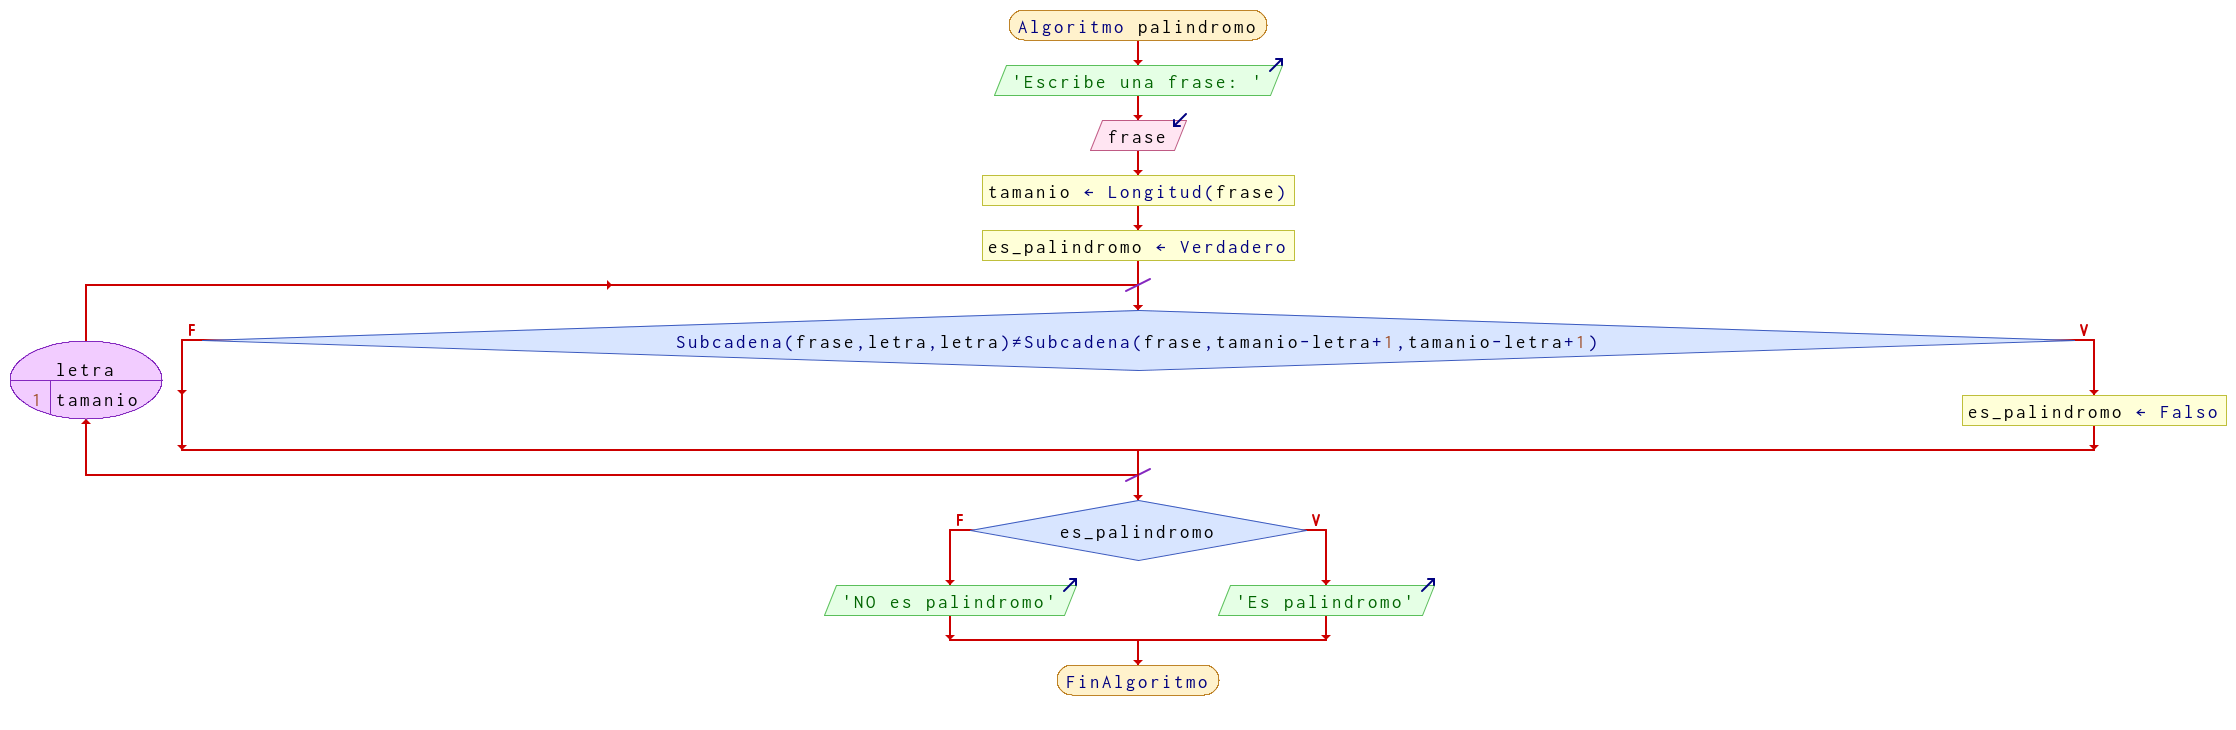 Algoritmo palindromo
'Escribe una frase: '
frase
tamanio ← Longitud(frase)
es_palindromo ← Verdadero
F
V
Subcadena(frase,letra,letra)≠Subcadena(frase,tamanio-letra+1,tamanio-letra+1)
letra
1 tamanio
es_palindromo ← Falso
F
V
es_palindromo
'NO es palindromo'
'Es palindromo'
FinAlgoritmo